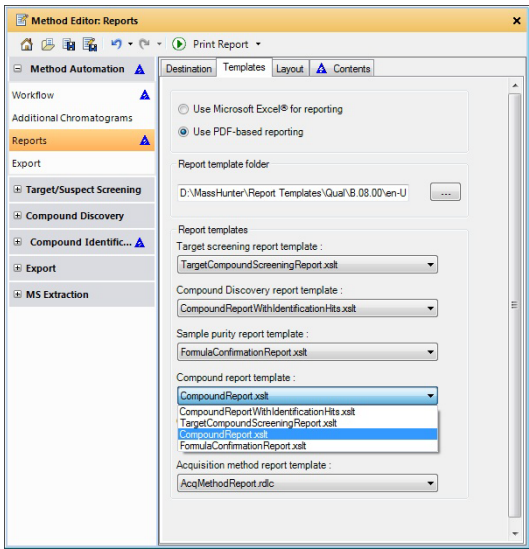 Method Editor: Reports
Print Report
Method Automation
Workflow
Additional Chromatograms
Reports
Export
Target/Suspect Screening
Compound Discovery
Compound Identific...
Export
MS Extraction
Destination Templates Layout Contents
Use Microsoft Excel® for reporting
Use PDF-based reporting
Report template folder
D:\MassHunter\Report Templates\Qual\B.08.00\en-U ...
Report templates
Target screening report template :
TargetCompoundScreeningReport.xslt
Compound Discovery report template :
CompoundReportWithIdentificationHits.xslt
Sample purity report template :
FormulaConfirmationReport.xslt
Compound report template :
CompoundReport.xslt
CompoundReportWithIdentificationHits.xslt
TargetCompoundScreeningReport.xslt
CompoundReport.xslt
FormulaConfirmationReport.xslt
Acquisition method report template :
AcqMethodReport.rdlc